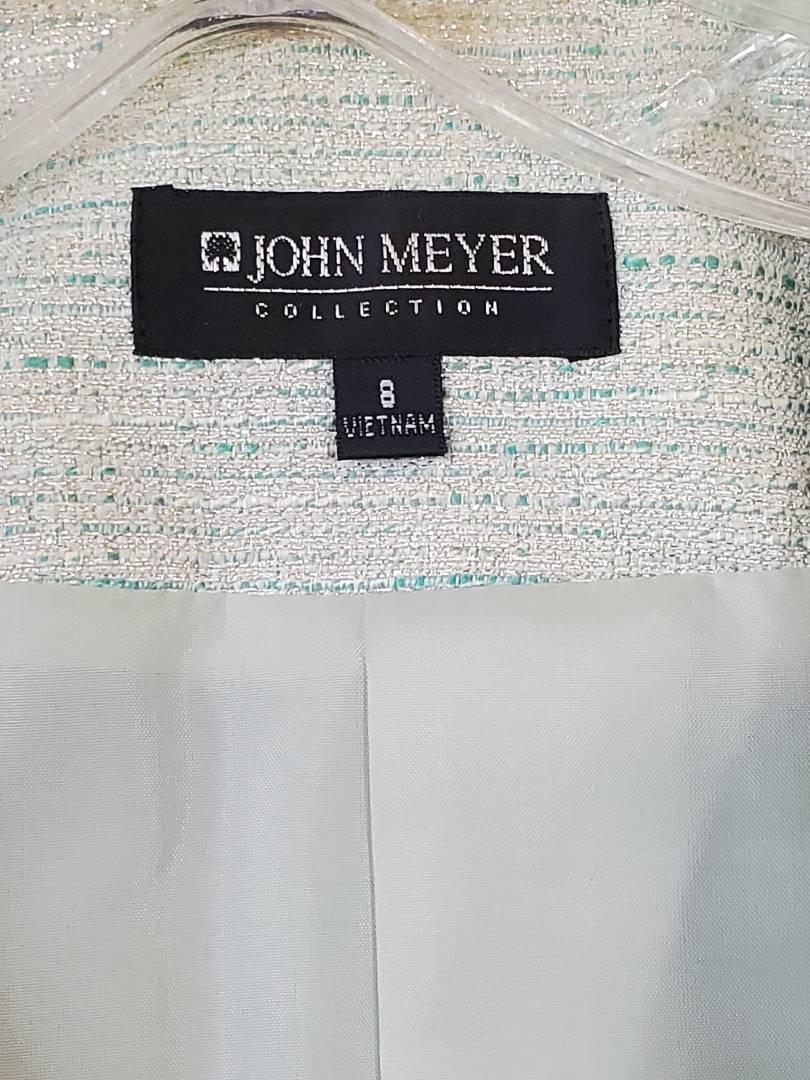 JOHN MEYER
COLLECTION
8
VIETNAM